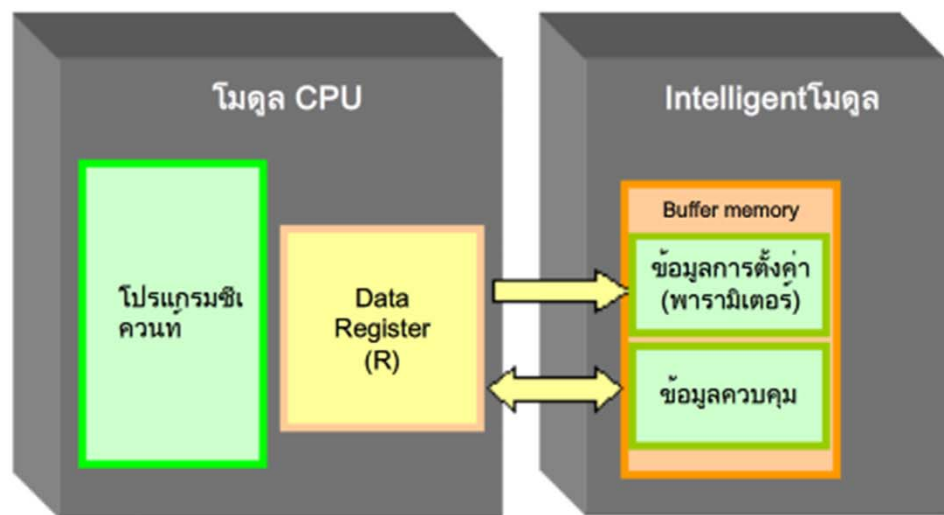 โมดูล CPU
โปรแกรมซีเ
ควนท์
Data
Register
(R)
Intelligentโมดูล
Buffer memory
ข้อมูลการตั้งค่า
(พารามิเตอร์)
ข้อมูลควบคุม